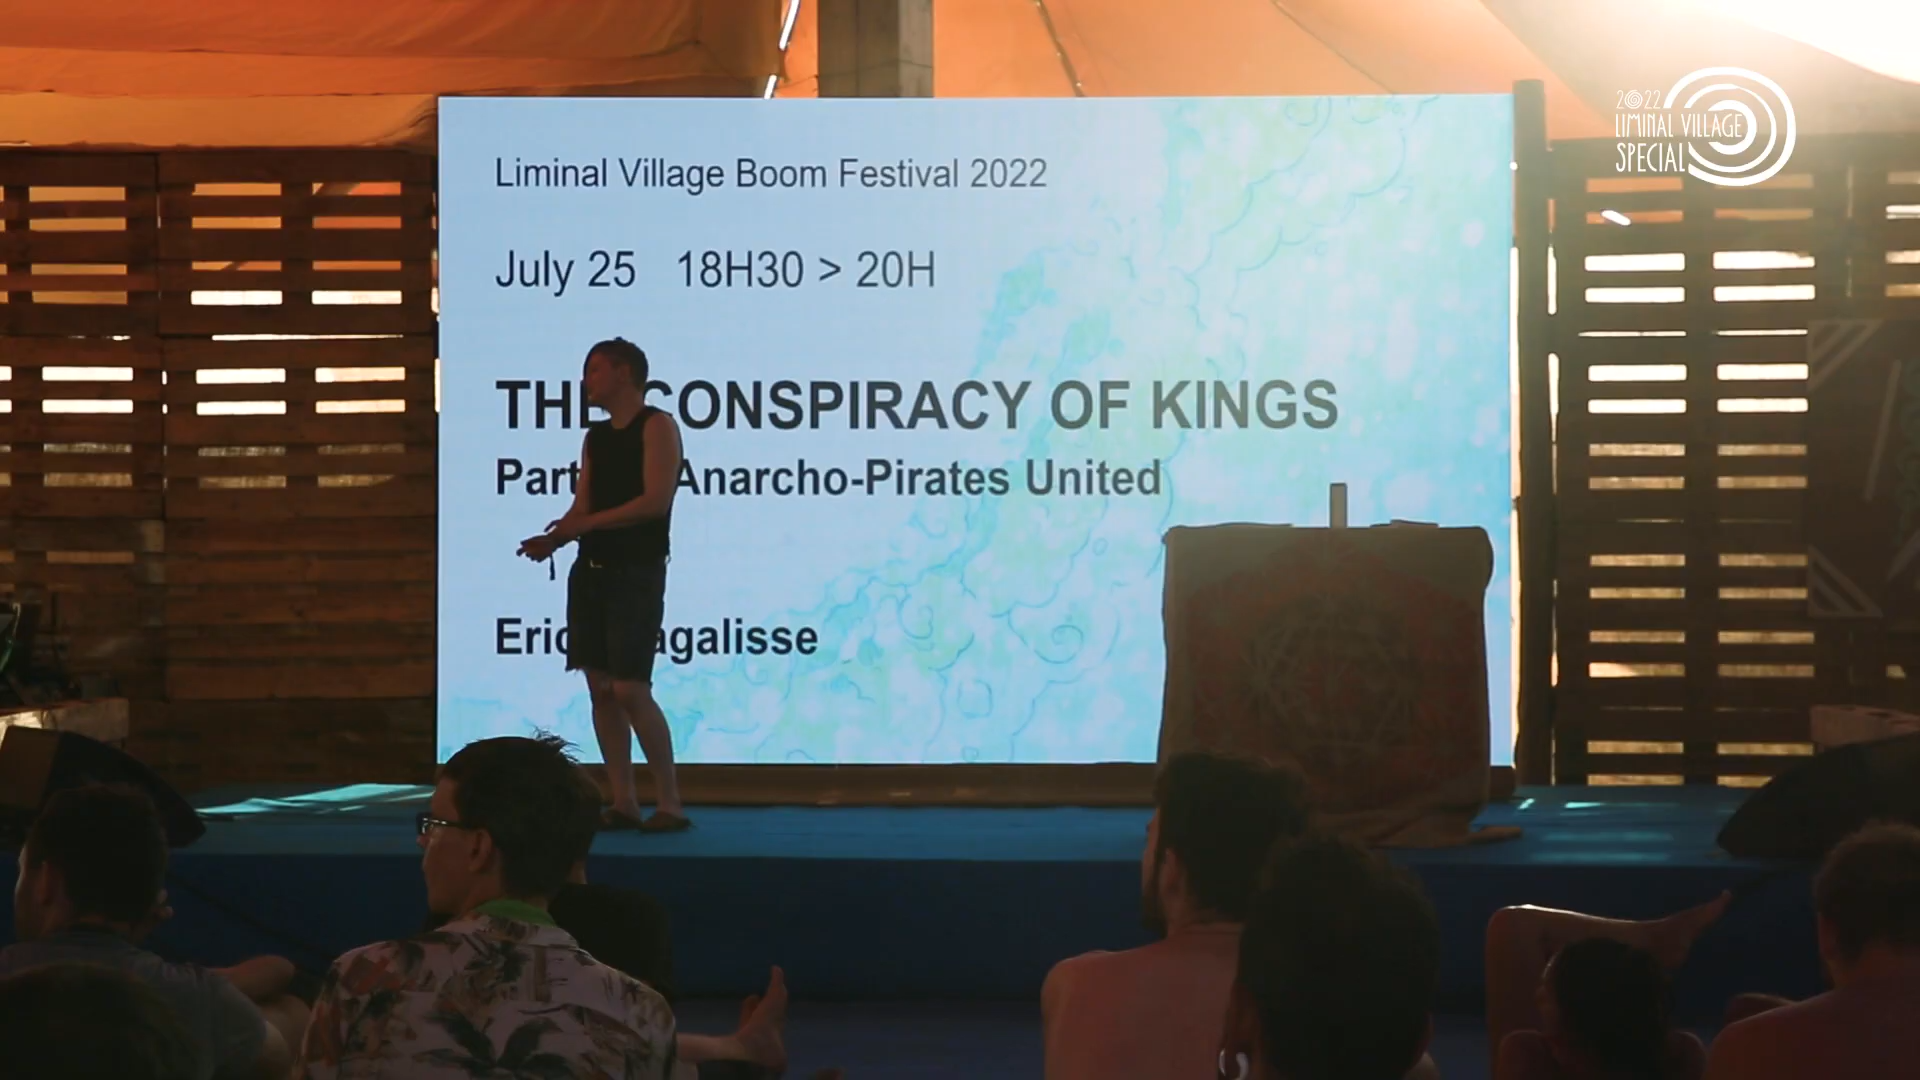 Liminal Village Boom Festival 2022
July 25 18H30 > 20H
THE CONSPIRACY OF KINGS
Part Anarcho-Pirates United
Eric agalisse
2022
LIMINAL VILLAGE
SPECIAL